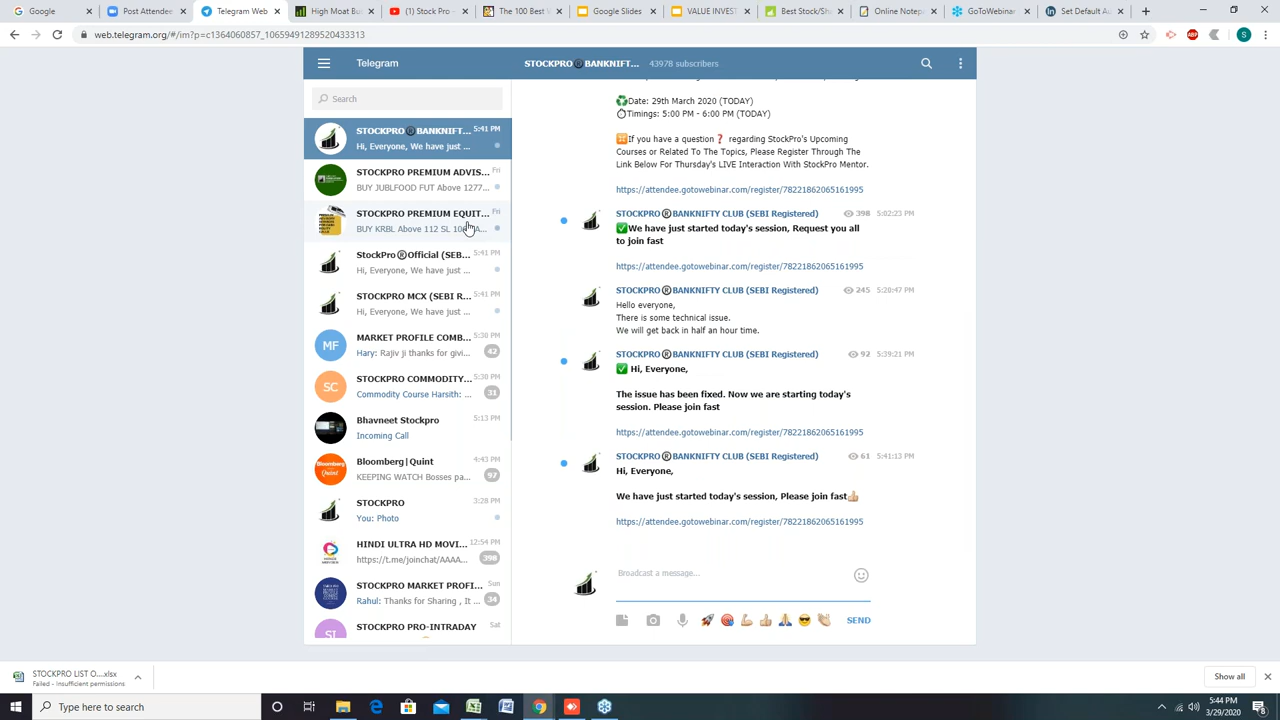 Google
Post Attendee
Telegram Web
High Moat Bu
(1) Stock Pro -
The 100 Best
Google Slides
VALUE INVEST
Best Stock/Sha
Online Notep
GoToWebinar
Set Default A
web.telegram.org/#/im?p=c1364060857_10659491289520433313
ABP
S
Telegram
STOCKPRO®BANKNIFT... 43978 subscribers
Search
STOCKPRO®BANKNIFT... 5:41 PM
Hi, Everyone, We have just ...
STOCKPRO PREMIUM ADVIS... Fri
BUY JUBLFOOD FUT Above 1277...
STOCKPRO PREMIUM EQUIT... Fri
BUY KRBL Above 112 SL
StockPro®Official (SEB... 5:41 PM
Hi, Everyone, We have just ...
STOCKPRO MCX (SEBI R... 5:41 PM
Hi, Everyone, We have just ...
MF
MARKET PROFILE COMB... 5:30 PM
Hary: Rajiv ji thanks for givi... 42
SC
STOCKPRO COMMODITY... 5:30 PM
Commodity Course Harsith: ... 31
Bhavneet Stockpro 5:13 PM
Incoming Call
Bloomberg|Quint 4:43 PM
KEEPING WATCH Bosses pa... 97
STOCKPRO 3:28 PM
You: Photo
HINDI ULTRA HD MOVI... 12:54 PM
https://t.me/joinchat/AAAA... 398
STOCKPRO MARKET PROFI... Sun
Rahul: Thanks for Sharing , It ... 34
SI
STOCKPRO PRO-INTRADAY Sat
Date: 29th March 2020 (TODAY)
Timings: 5:00 PM - 6:00 PM (TODAY)
If you have a question❓ regarding StockPro's Upcoming
Courses or Related To The Topics, Please Register Through The
Link Below For Thursday's LIVE Interaction With StockPro Mentor.
https://attendee.gotowebinar.com/register/78221862065161995
STOCKPRO®BANKNIFTY CLUB (SEBI Registered) 398 5:02:23 PM
✅We have just started today's session, Request you all
to join fast
https://attendee.gotowebinar.com/register/78221862065161995
STOCKPRO®BANKNIFTY CLUB (SEBI Registered) 245 5:20:47 PM
Hello everyone,
There is some technical issue.
We will get back in half an hour time.
STOCKPRO®BANKNIFTY CLUB (SEBI Registered) 92 5:39:21 PM
✅ Hi, Everyone,
The issue has been fixed. Now we are starting today's
session. Please join fast
https://attendee.gotowebinar.com/register/78221862065161995
STOCKPRO®BANKNIFTY CLUB (SEBI Registered) 61 5:41:13 PM
Hi, Everyone,
We have just started today's session, Please join fast👍
https://attendee.gotowebinar.com/register/78221862065161995
Broadcast a message...
SEND
STOCKPRO LIST O....xlsx
Failed - Insufficient permissions
Show all
Type here to search
5:44 PM
3/29/2020